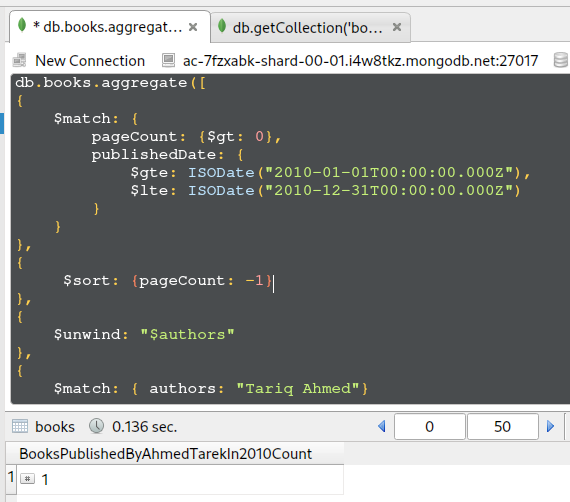 * db.books.aggregat... ×
db.getCollection('bo... ×
New Connection ac-7fzxabk-shard-00-01.i4w8tkz.mongodb.net:27017
db.books.aggregate([
{
$match: {
pageCount: {$gt: 0},
publishedDate: {
$gte: ISODate("2010-01-01T00:00:00.000Z"),
$lte: ISODate("2010-12-31T00:00:00.000Z")
}
}
},
{
$sort: {pageCount: -1}
},
{
$unwind: "$authors"
},
{
$match: { authors: "Tariq Ahmed"}
books 0.136 sec. 0 50
BooksPublishedByAhmedTarekIn2010Count
1 # 1